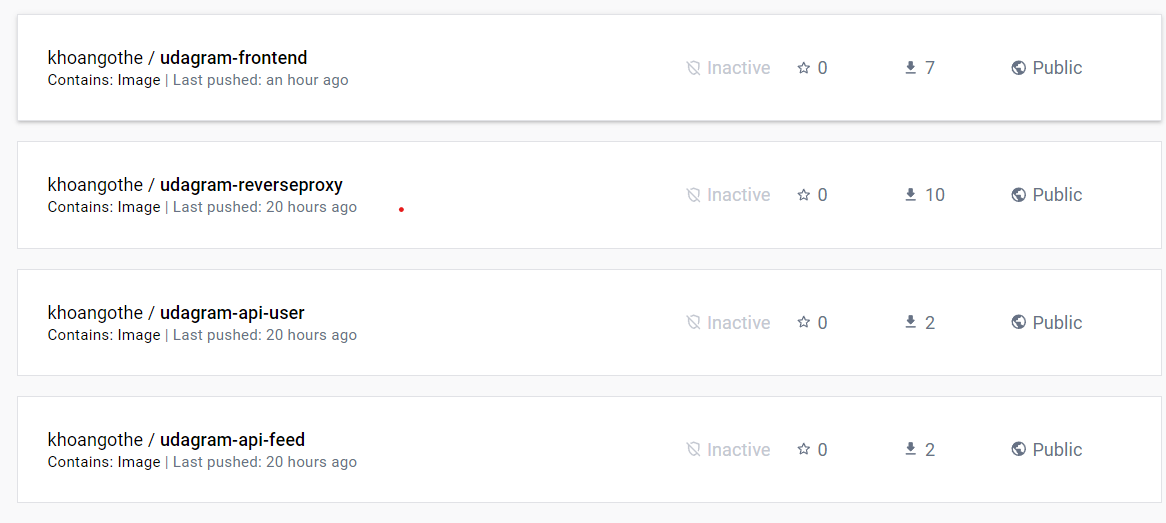 khoangothe / udagram-frontend
Contains: Image | Last pushed: an hour ago
Inactive
0
7
Public
khoangothe / udagram-reverseproxy
Contains: Image | Last pushed: 20 hours ago
Inactive
0
10
Public
khoangothe / udagram-api-user
Contains: Image | Last pushed: 20 hours ago
Inactive
0
2
Public
khoangothe / udagram-api-feed
Contains: Image | Last pushed: 20 hours ago
Inactive
0
2
Public